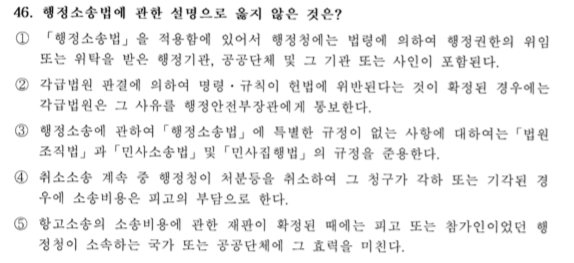 46. 행정소송법에 관한 설명으로 옳지 않은 것은?
① 「행정소송법」을 적용함에 있어서 행정청에는 법령에 의하여 행정권한의 위임
또는 위탁을 받은 행정기관, 공공단체 및 그 기관 또는 사인이 포함된다.
② 각급법원 판결에 의하여 명령·규칙이 헌법에 위반된다는 것이 확정된 경우에는
각급법원은 그 사유를 행정안전부장관에게 통보한다.
③ 행정소송에 관하여 「행정소송법」에 특별한 규정이 없는 사항에 대하여는 「법원
조직법」과 「민사소송법」 및 「민사집행법」의 규정을 준용한다.
④ 취소소송 계속 중 행정청이 처분등을 취소하여 그 청구가 각하 또는 기각된 경
우에 소송비용은 피고의 부담으로 한다.
⑤ 항고소송의 소송비용에 관한 재판이 확정된 때에는 피고 또는 참가인이었던 행
정청이 소속하는 국가 또는 공공단체에 그 효력을 미친다.